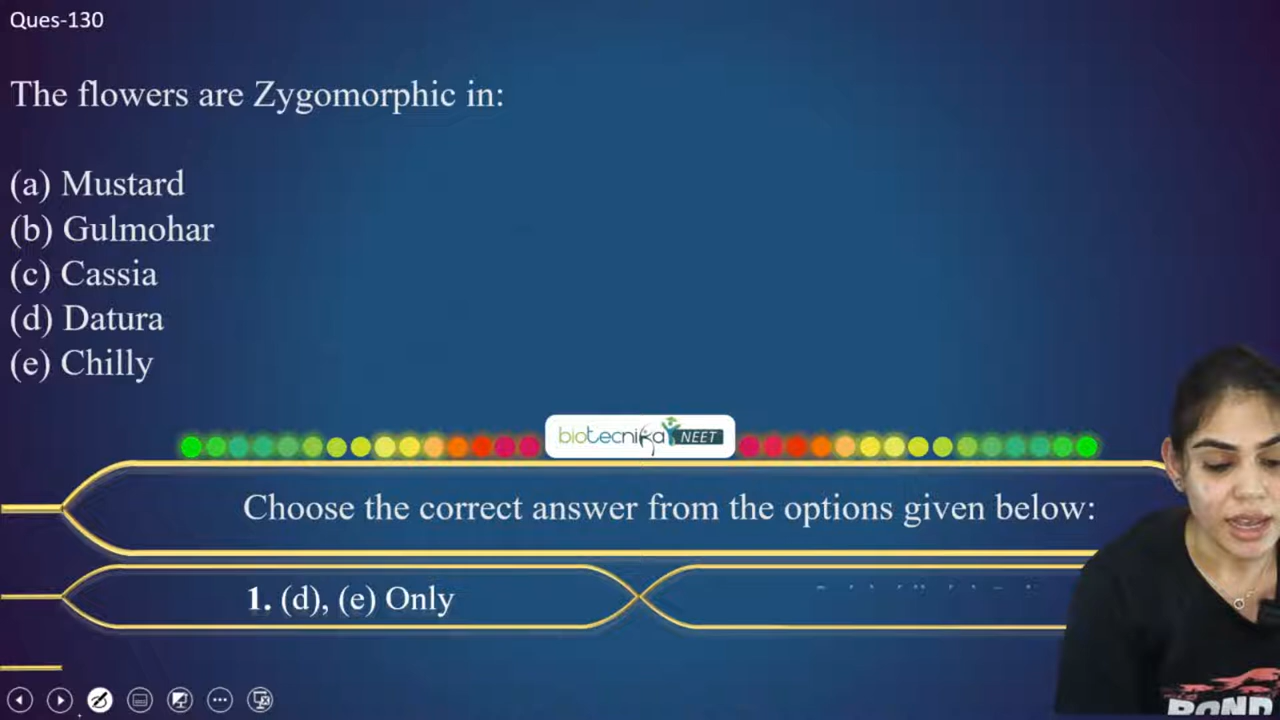 Ques-130
The flowers are Zygomorphic in:
(a) Mustard
(b) Gulmohar
(c) Cassia
(d) Datura
(e) Chilly
biotecnika NEET
Choose the correct answer from the options given below:
1. (d), (e) Only